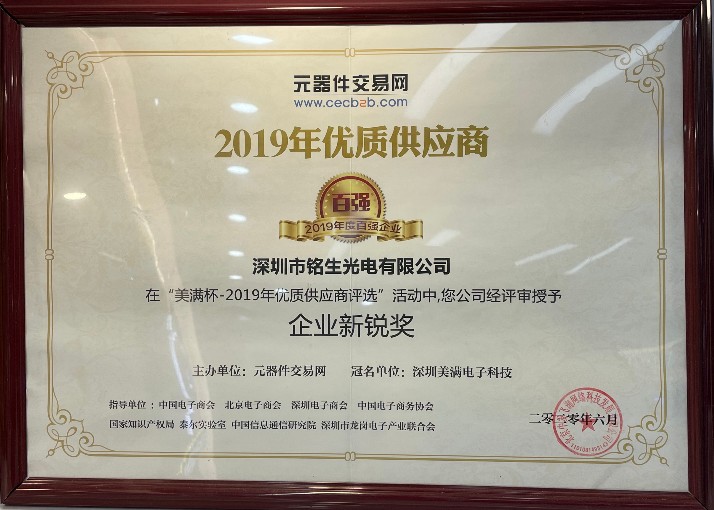 元器件交易网
www.cecb2b.com
2019年优质供应商
百强
2019年度百强企业
深圳市铭生光电有限公司
在“美满杯-2019年优质供应商评选”活动中,您公司经评审授予
企业新锐奖
主办单位：元器件交易网 冠名单位：深圳美满电子科技
指导单位：中国电子商会 北京电子商会 深圳电子商会 中国电子商务协会
国家知识产权局 泰尔实验室 中国信息通信研究院 深圳市龙岗电子产业联合会
二〇二〇年六月